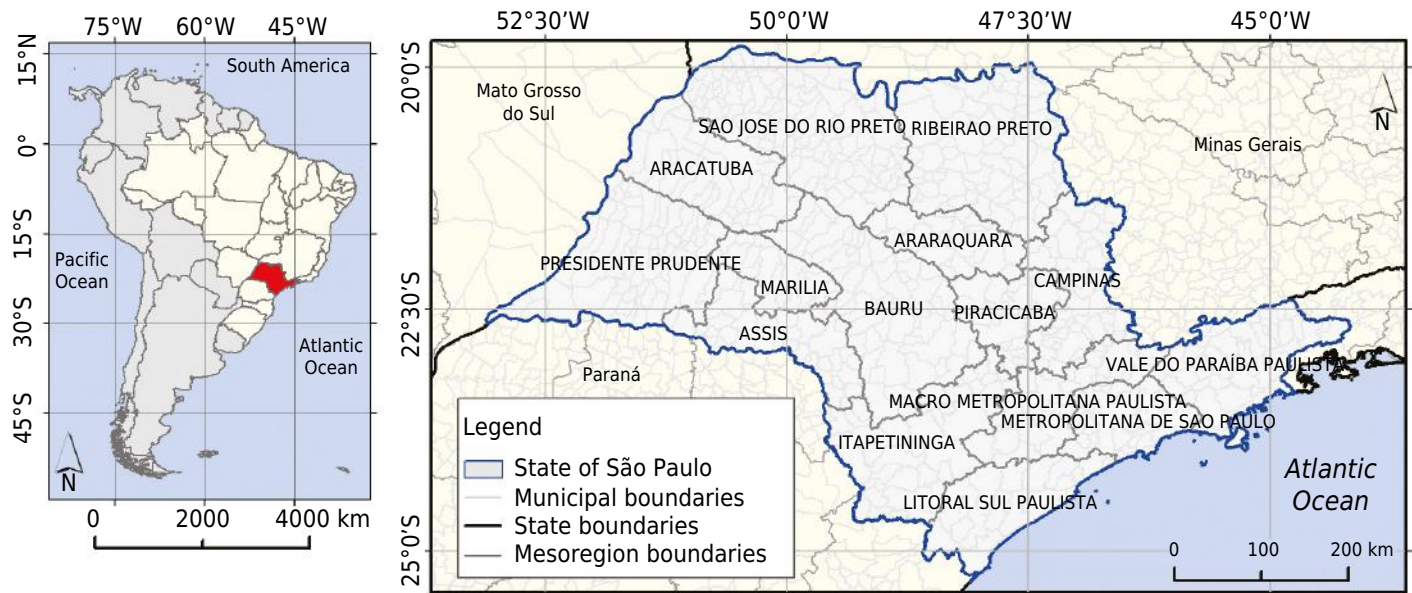 75°W 60°W 45°W
15°N
0°
15°S
30°S
45°S
South America
Pacific
Ocean
Atlantic
Ocean
N
0 2000 4000 km
52°30'W 50°0'W 47°30'W 45°0'W
20°0'S
22°30'S
25°0'S
Mato Grosso
do Sul
SAO JOSE DO RIO PRETO
RIBEIRAO PRETO
Minas Gerais
N
ARACATUBA
ARARAQUARA
PRESIDENTE PRUDENTE
MARILIA
CAMPINAS
BAURU
PIRACICABA
ASSIS
VALE DO PARAÍBA PAULISTA
Paraná
MACRO METROPOLITANA PAULISTA
METROPOLITANA DE SAO PAULO
ITAPETININGA
LITORAL SUL PAULISTA
Atlantic
Ocean
0 100 200 km
Legend
State of São Paulo
Municipal boundaries
State boundaries
Mesoregion boundaries